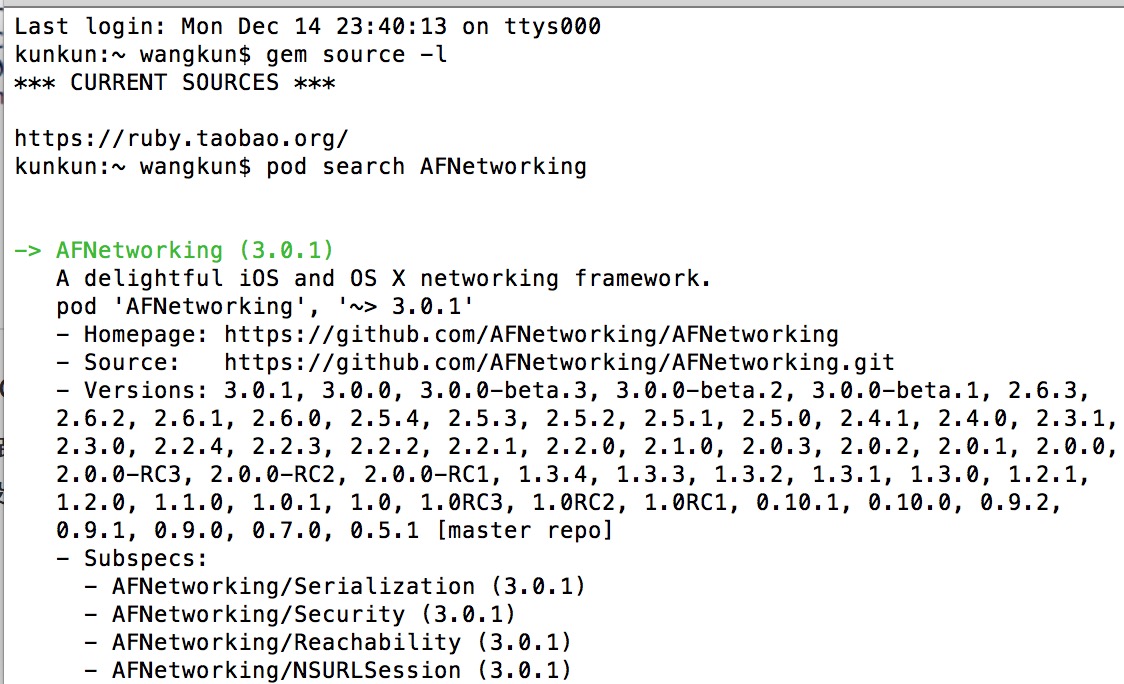 Last login: Mon Dec 14 23:40:13 on ttys000
kunkun:~ wangkun$ gem source -l
*** CURRENT SOURCES ***
https://ruby.taobao.org/
kunkun:~ wangkun$ pod search AFNetworking
-> AFNetworking (3.0.1)
A delightful iOS and OS X networking framework.
pod 'AFNetworking', '~> 3.0.1'
- Homepage: https://github.com/AFNetworking/AFNetworking
- Source:   https://github.com/AFNetworking/AFNetworking.git
- Versions: 3.0.1, 3.0.0, 3.0.0-beta.3, 3.0.0-beta.2, 3.0.0-beta.1, 2.6.3,
2.6.2, 2.6.1, 2.6.0, 2.5.4, 2.5.3, 2.5.2, 2.5.1, 2.5.0, 2.4.1, 2.4.0, 2.3.1,
2.3.0, 2.2.4, 2.2.3, 2.2.2, 2.2.1, 2.2.0, 2.1.0, 2.0.3, 2.0.2, 2.0.1, 2.0.0,
2.0.0-RC3, 2.0.0-RC2, 2.0.0-RC1, 1.3.4, 1.3.3, 1.3.2, 1.3.1, 1.3.0, 1.2.1,
1.2.0, 1.1.0, 1.0.1, 1.0, 1.0RC3, 1.0RC2, 1.0RC1, 0.10.1, 0.10.0, 0.9.2,
0.9.1, 0.9.0, 0.7.0, 0.5.1 [master repo]
- Subspecs:
- AFNetworking/Serialization (3.0.1)
- AFNetworking/Security (3.0.1)
- AFNetworking/Reachability (3.0.1)
- AFNetworking/NSURLSession (3.0.1)